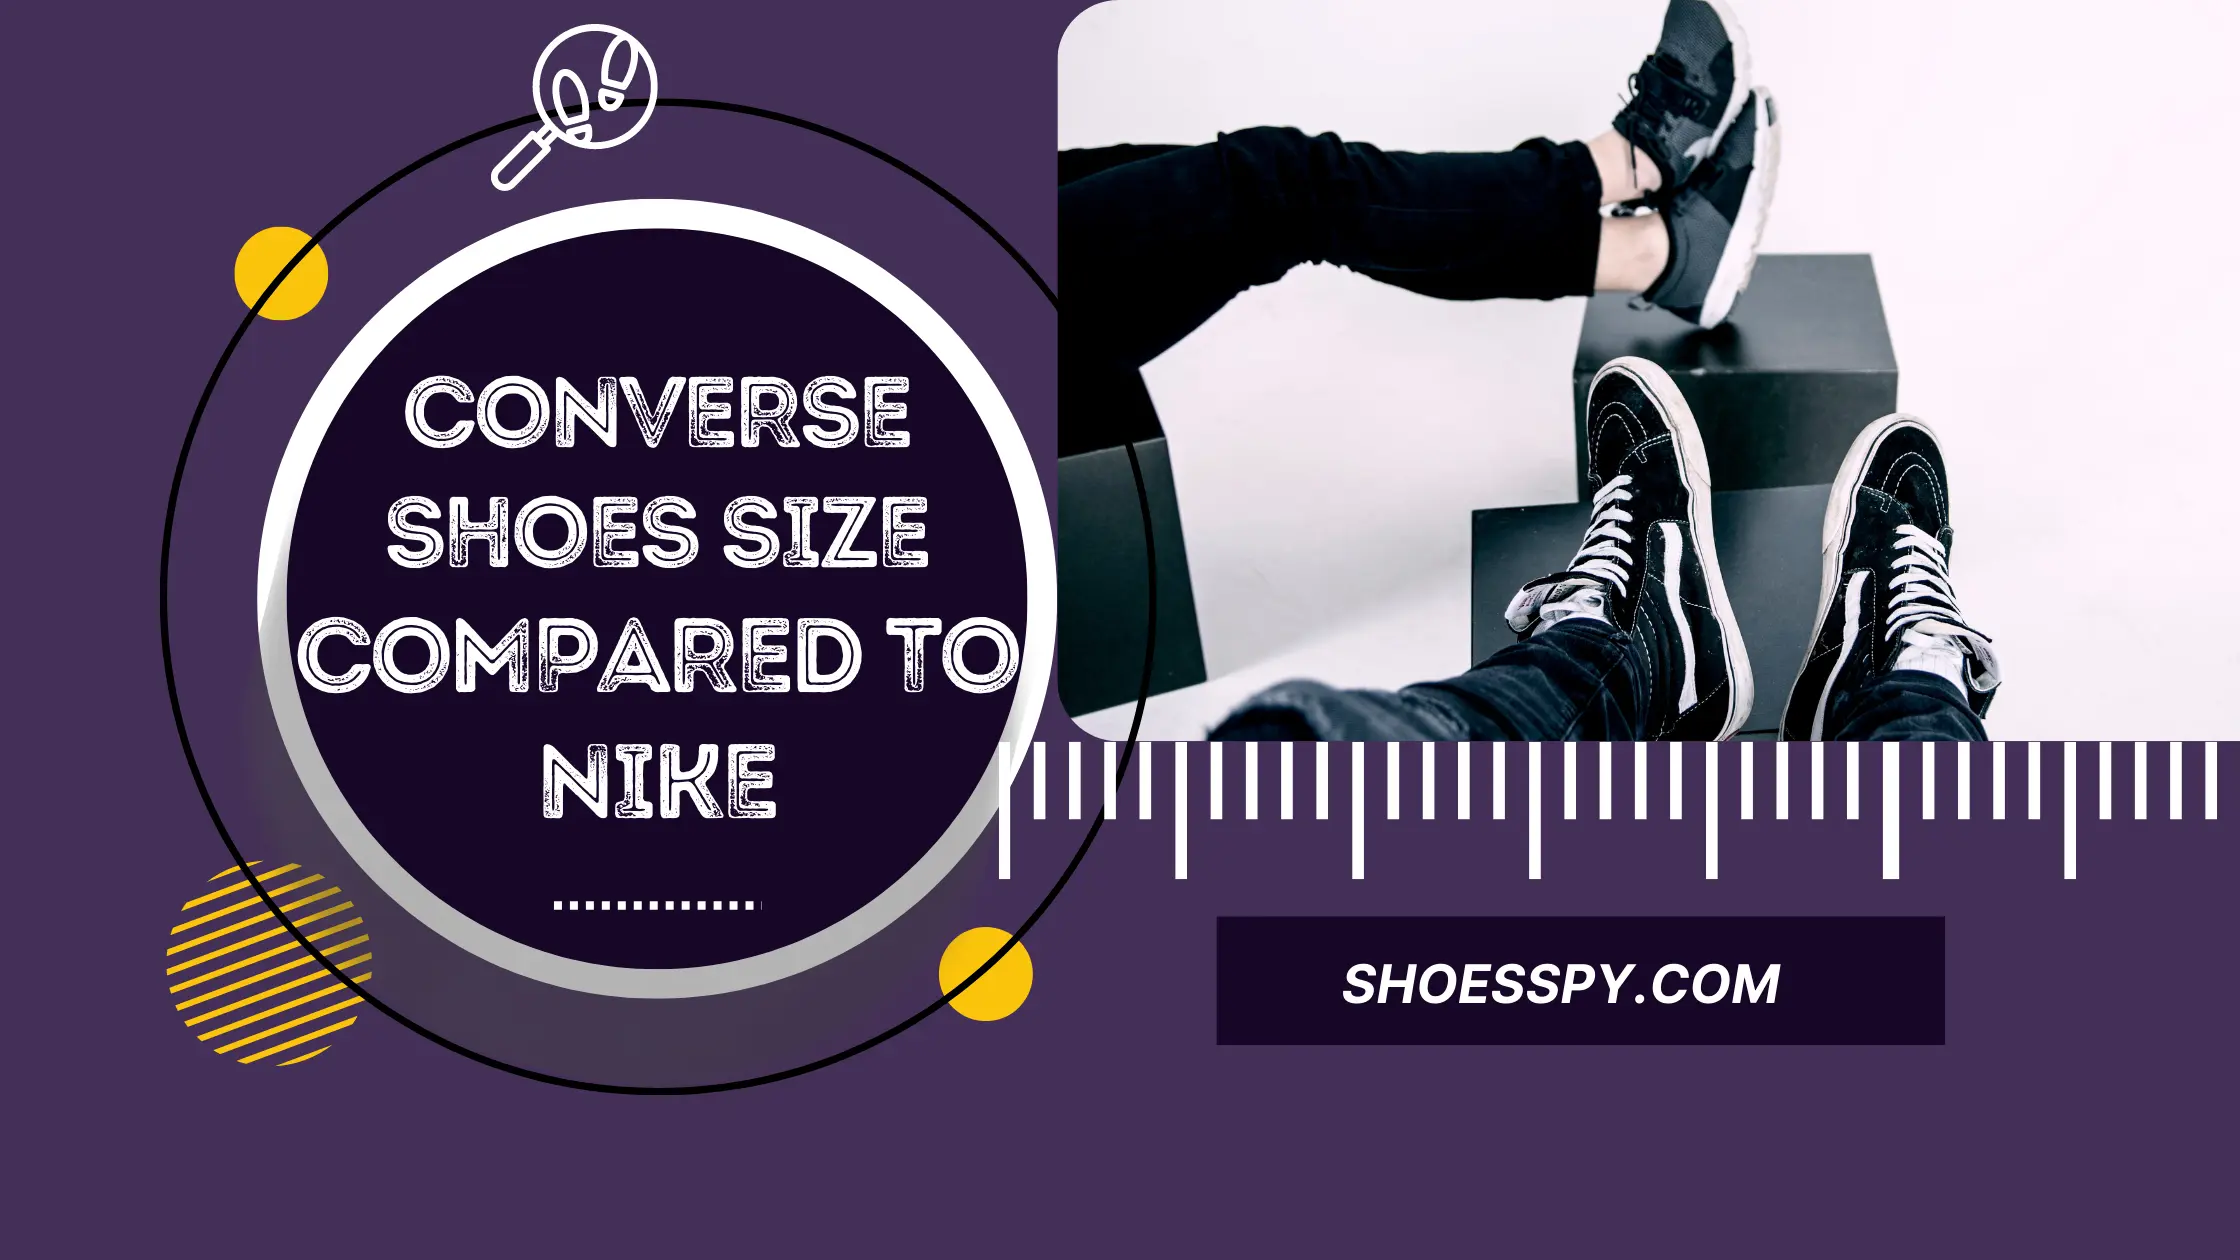 CONVERSE
SHOES SIZE
COMPARED TO
NIKE
SHOESSPY.COM